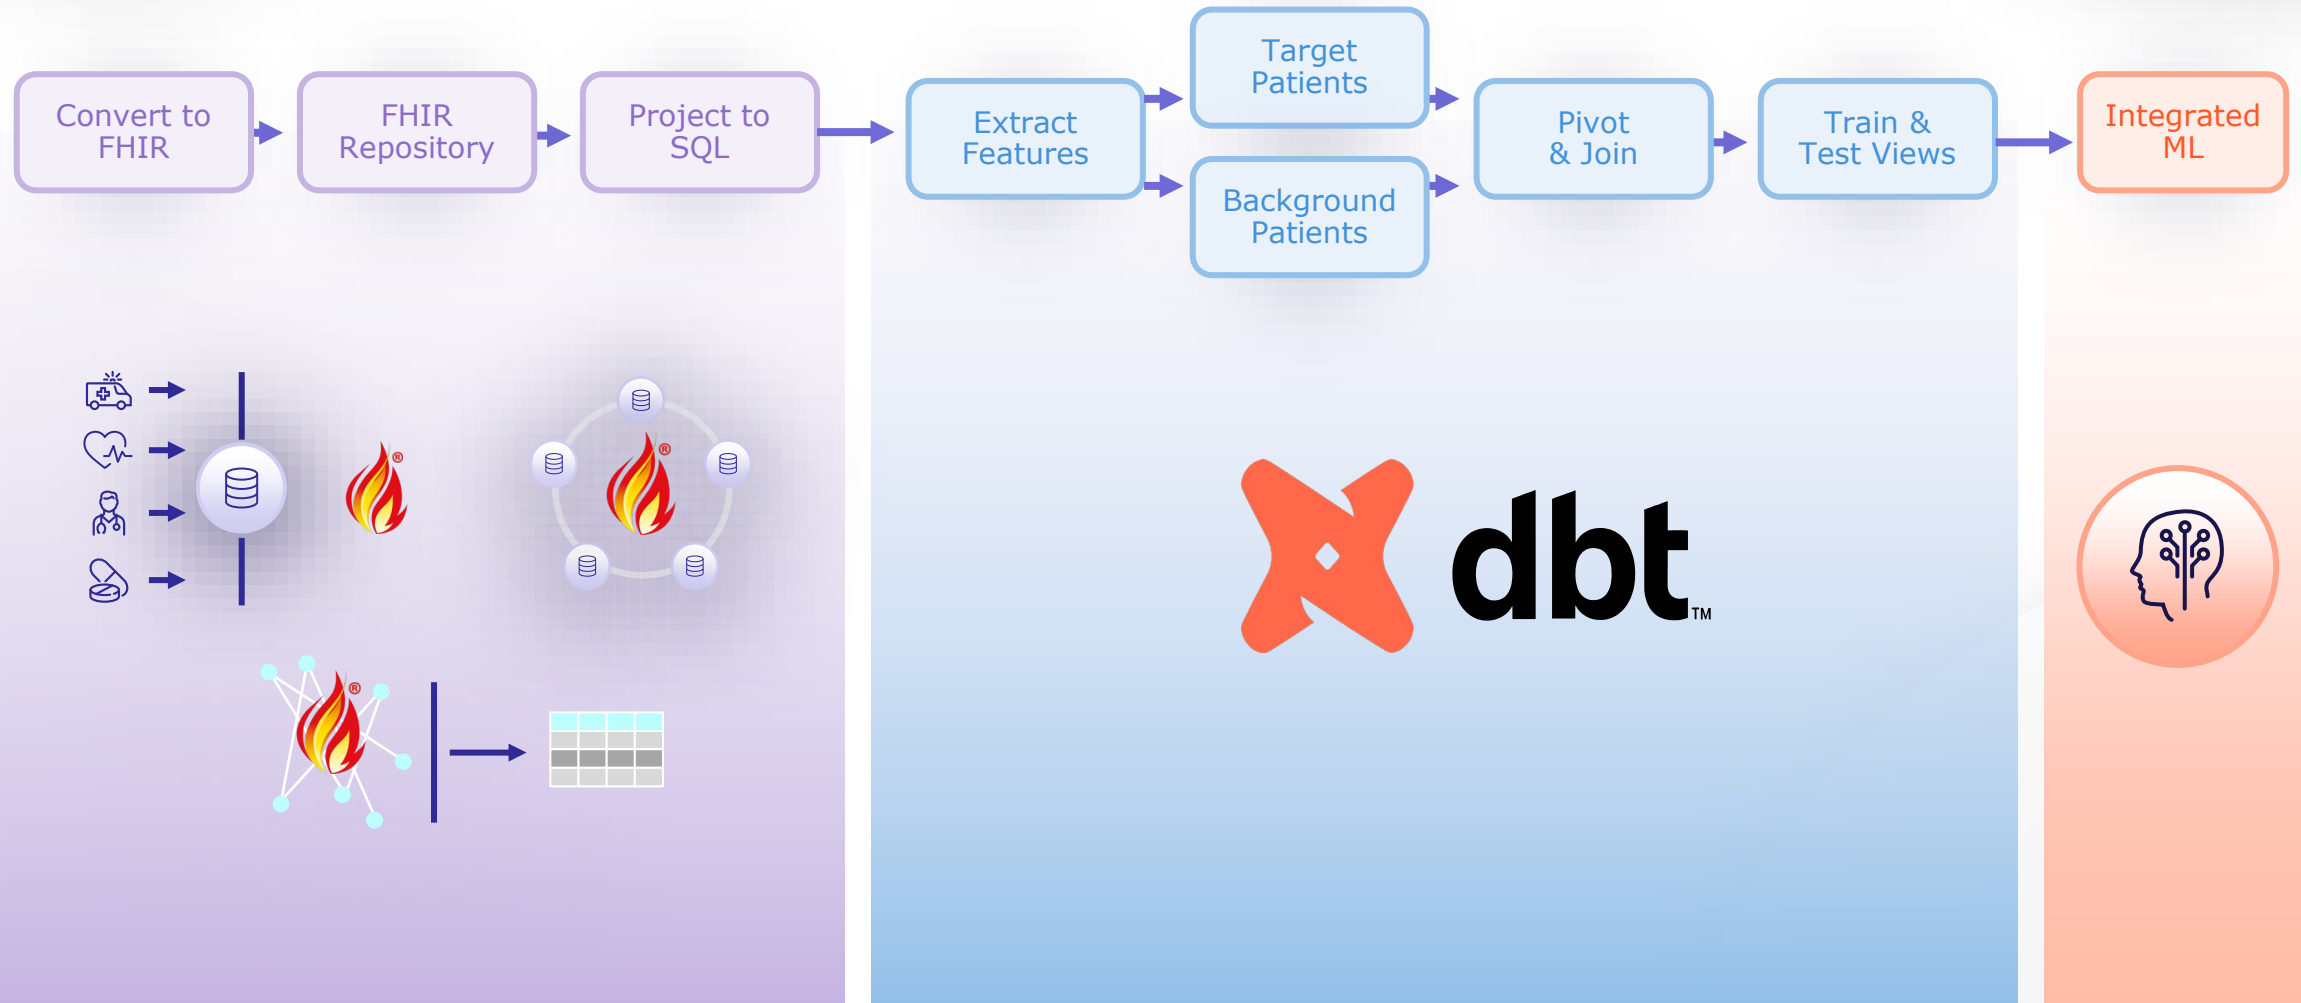 Convert to
FHIR
FHIR
Repository
Project to
SQL
Extract
Features
Target
Patients
Background
Patients
Pivot
& Join
Train &
Test Views
Integrated
ML
®
®
®
dbt
TM